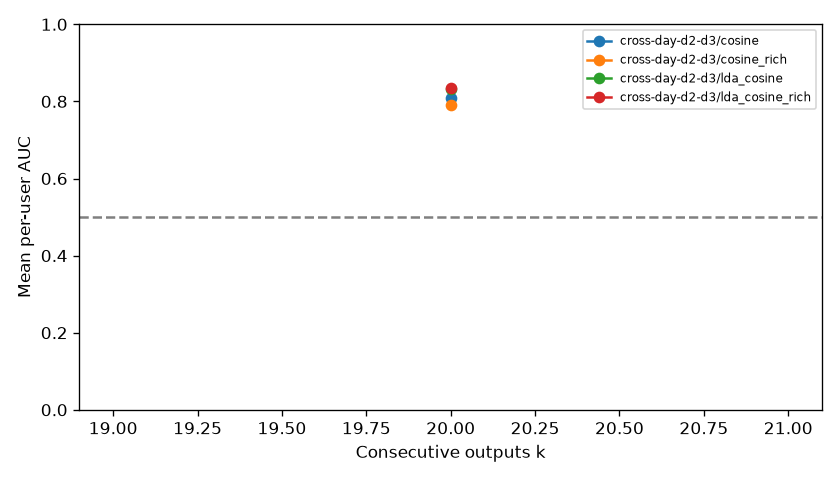 1.0
0.8
0.6
0.4
0.2
0.0
Mean per-user AUC
cross-day-d2-d3/cosine
cross-day-d2-d3/cosine_rich
cross-day-d2-d3/lda_cosine
cross-day-d2-d3/lda_cosine_rich
19.00 19.25 19.50 19.75 20.00 20.25 20.50 20.75 21.00
Consecutive outputs k